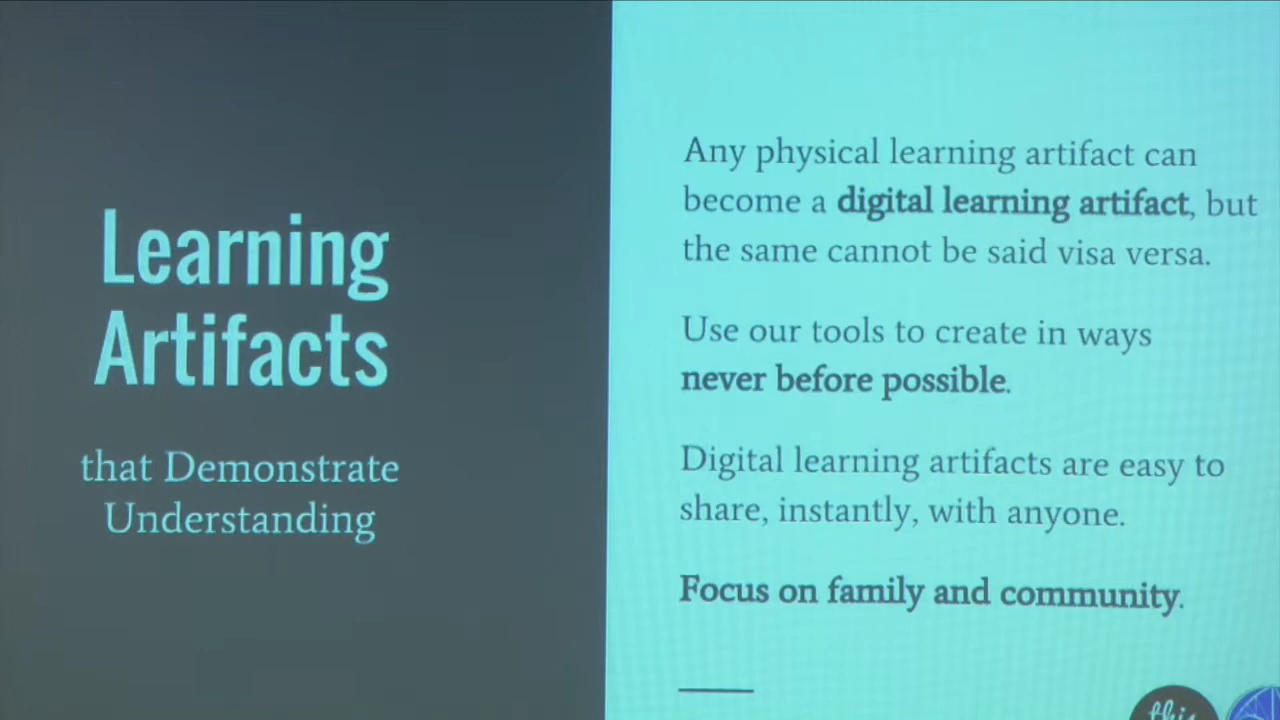 Learning
Artifacts
that Demonstrate
Understanding
Any physical learning artifact can
become a digital learning artifact, but
the same cannot be said visa versa.
Use our tools to create in ways
never before possible.
Digital learning artifacts are easy to
share, instantly, with anyone.
Focus on family and community.
this